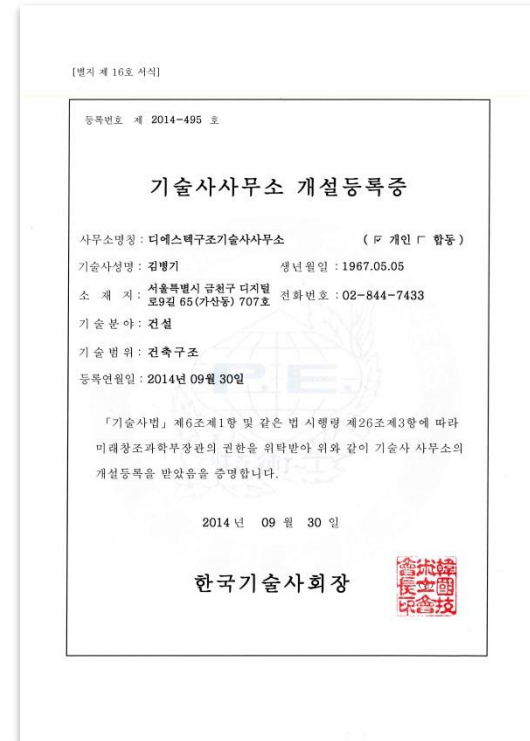 [별지 제 16호 서식]
등록번호 제 2014-495 호
기술사사무소 개설등록증
사무소명칭 : 디에스텍구조기술사사무소 ( ☑ 개인 ☐ 합동 )
기술사성명 : 김병기 생년월일 : 1967.05.05
소 재 지 : 서울특별시 금천구 디지털
로9길 65(가산동) 707호 전화번호 : 02-844-7433
기 술 분 야 : 건설
기 술 범 위 : 건축구조
등록연월일 : 2014년 09월 30일
P.E.
「기술사법」제6조제1항 및 같은 법 시행령 제26조제3항에 따라
미래창조과학부장관의 권한을 위탁받아 위와 같이 기술사 사무소의
개설등록을 받았음을 증명합니다.
2014 년 09 월 30 일
한국기술사회장
韓國技
術士會
會長印